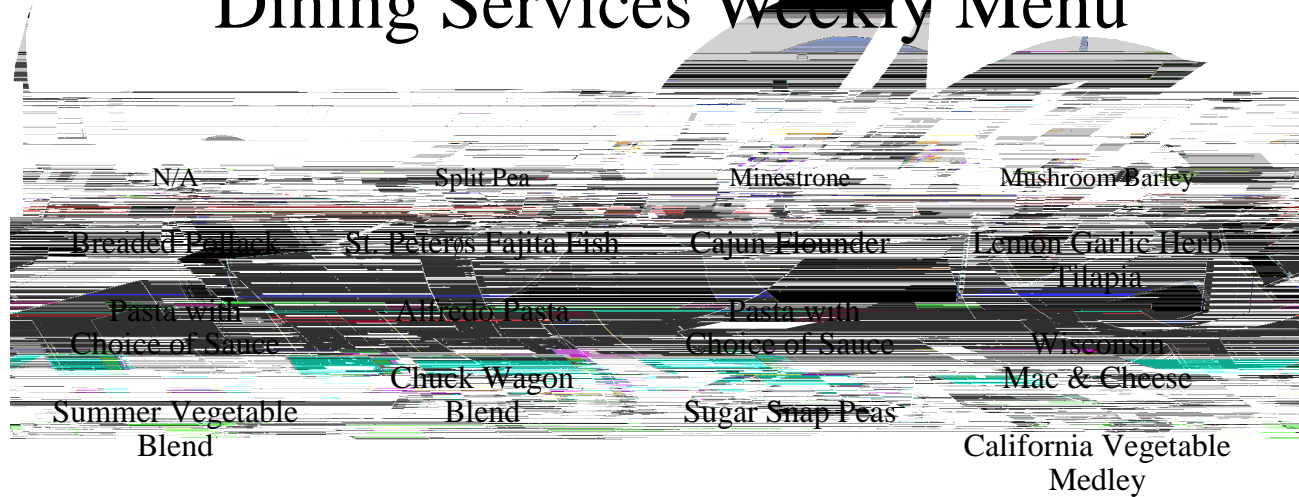 Dining Services Weekly Menu
N/A
Split Pea
Minestrone
Mushroom Barley
Breaded Pollack
St. Peterøs Fajita Fish
Cajun Flounder
Lemon Garlic Herb
Tilapia
Pasta with
Choice of Sauce
Alfredo Pasta
Pasta with
Choice of Sauce
Wisconsin
Mac & Cheese
Chuck Wagon
Blend
Summer Vegetable
Blend
Sugar Snap Peas
California Vegetable
Medley